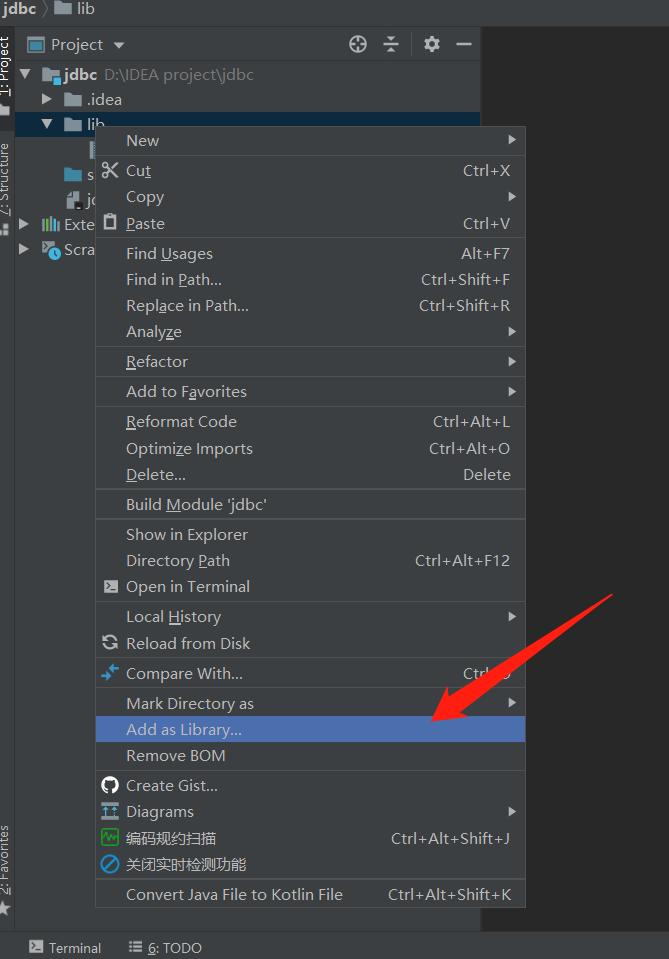 jdbc lib
Project
1: Project
jdbc D:\IDEA project\jdbc
.idea
lib
7: Structure
New
Cut Ctrl+X
Copy
Paste Ctrl+V
Exte
Scra
Find Usages Alt+F7
Find in Path... Ctrl+Shift+F
Replace in Path... Ctrl+Shift+R
Analyze
Refactor
Add to Favorites
Reformat Code Ctrl+Alt+L
Optimize Imports Ctrl+Alt+O
Delete... Delete
Build Module 'jdbc'
Show in Explorer
Directory Path Ctrl+Alt+F12
Open in Terminal
Local History
Reload from Disk
Compare With...
Mark Directory as
Add as Library...
Remove BOM
Create Gist...
Diagrams
编码规约扫描 Ctrl+Alt+Shift+J
关闭实时检测功能
Convert Java File to Kotlin File Ctrl+Alt+Shift+K
2: Favorites
Terminal 6: TODO